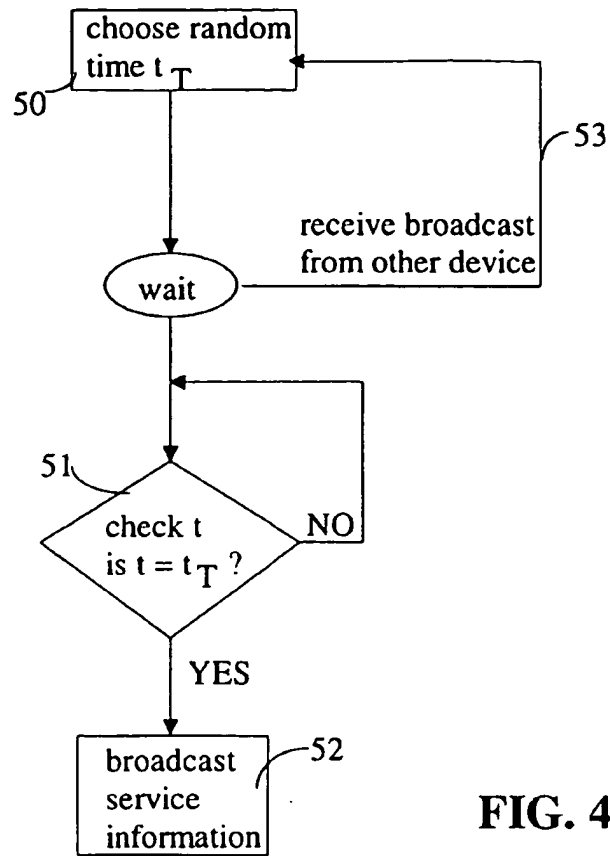 choose random
time t_T
50
53
receive broadcast
from other device
wait
51
check t
is t = t_T ?
NO
YES
broadcast
service
information
52
FIG. 4